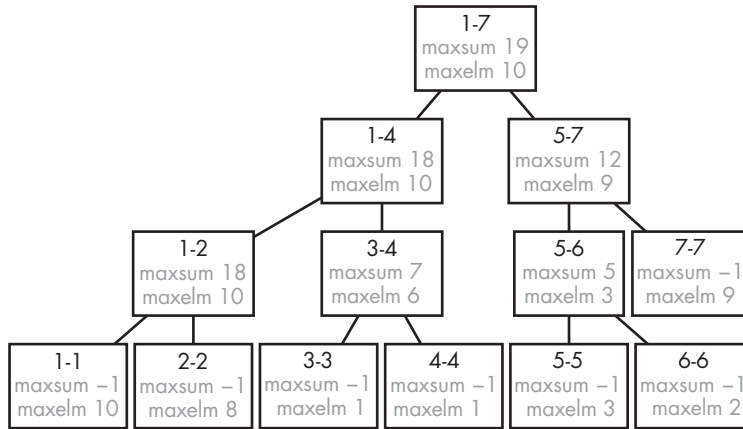 1-7
maxsum 19
maxelm 10
1-4
maxsum 18
maxelm 10
5-7
maxsum 12
maxelm 9
1-2
maxsum 18
maxelm 10
3-4
maxsum 7
maxelm 6
5-6
maxsum 5
maxelm 3
7-7
maxsum –1
maxelm 9
1-1
maxsum –1
maxelm 10
2-2
maxsum –1
maxelm 8
3-3
maxsum –1
maxelm 1
4-4
maxsum –1
maxelm 1
5-5
maxsum –1
maxelm 3
6-6
maxsum –1
maxelm 2